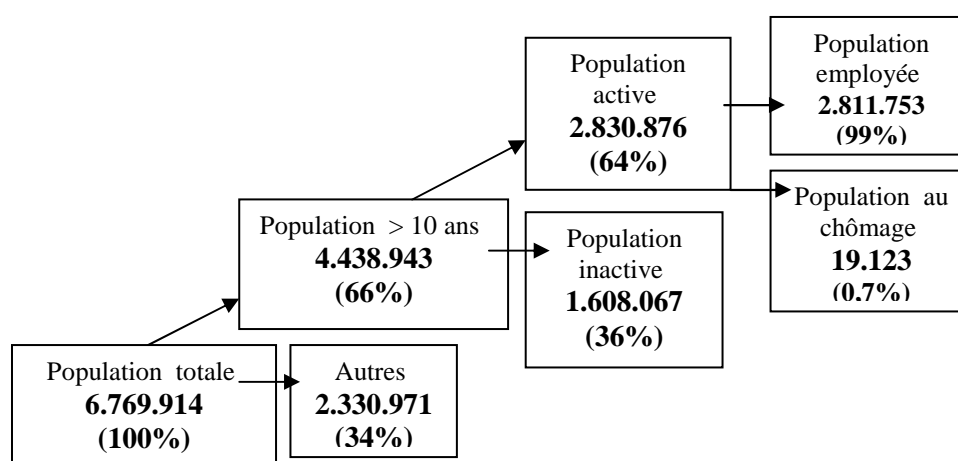 Population
employée
2.811.753
(99%)
Population
active
2.830.876
(64%)
Population au
chômage
19.123
(0,7%)
Population > 10 ans
4.438.943
(66%)
Population
inactive
1.608.067
(36%)
Population totale
6.769.914
(100%)
Autres
2.330.971
(34%)